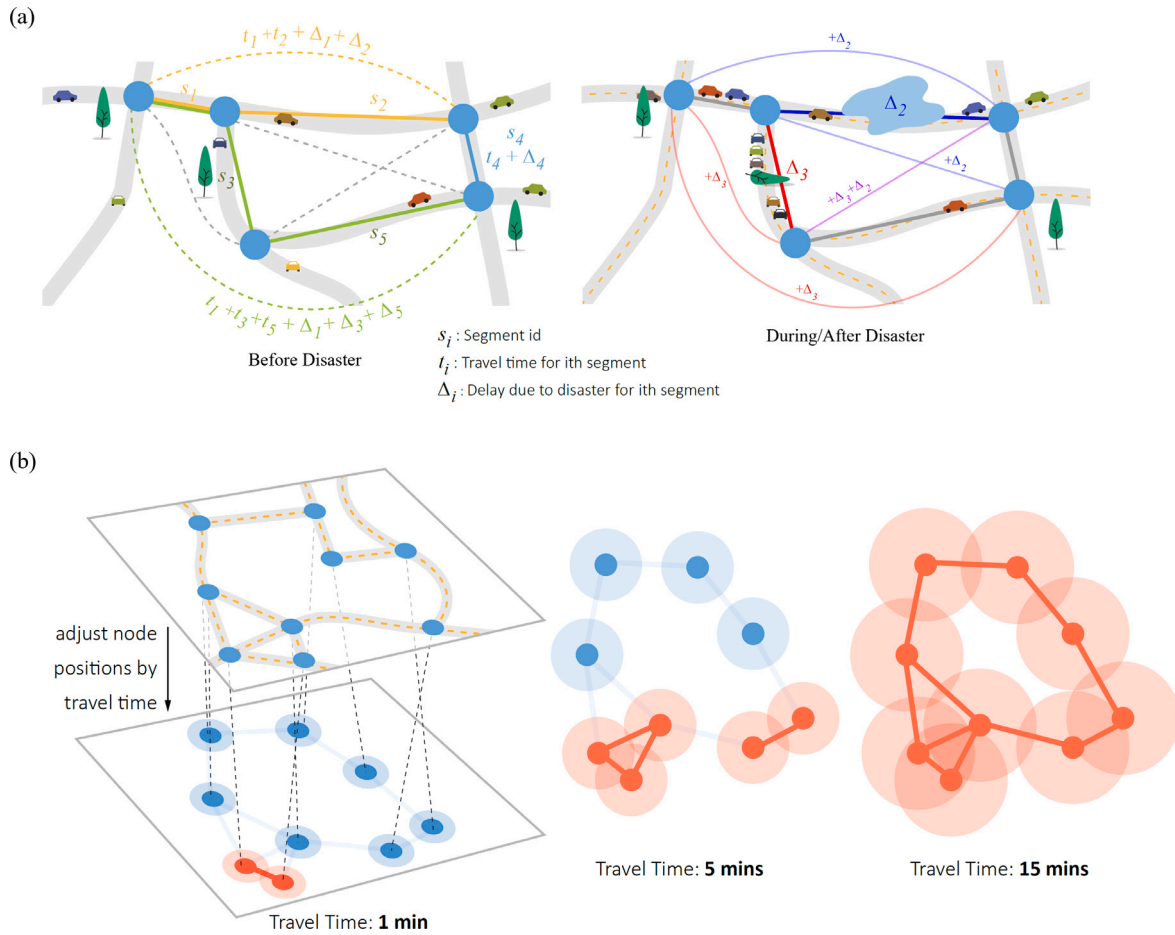 (a)
t₁+t₂+Δ₁+Δ₂
s₁
s₂
s₃
s₄
t₄+Δ₄
s₅
t₁+t₃+t₅+Δ₁+Δ₃+Δ₅
Before Disaster
+Δ₂
Δ₂
Δ₃
+Δ₃
+Δ₂
+Δ₃+Δ₂
+Δ₃
During/After Disaster
sᵢ : Segment id
tᵢ : Travel time for ith segment
Δᵢ : Delay due to disaster for ith segment
(b)
adjust node
positions by
travel time
Travel Time: 1 min
Travel Time: 5 mins
Travel Time: 15 mins